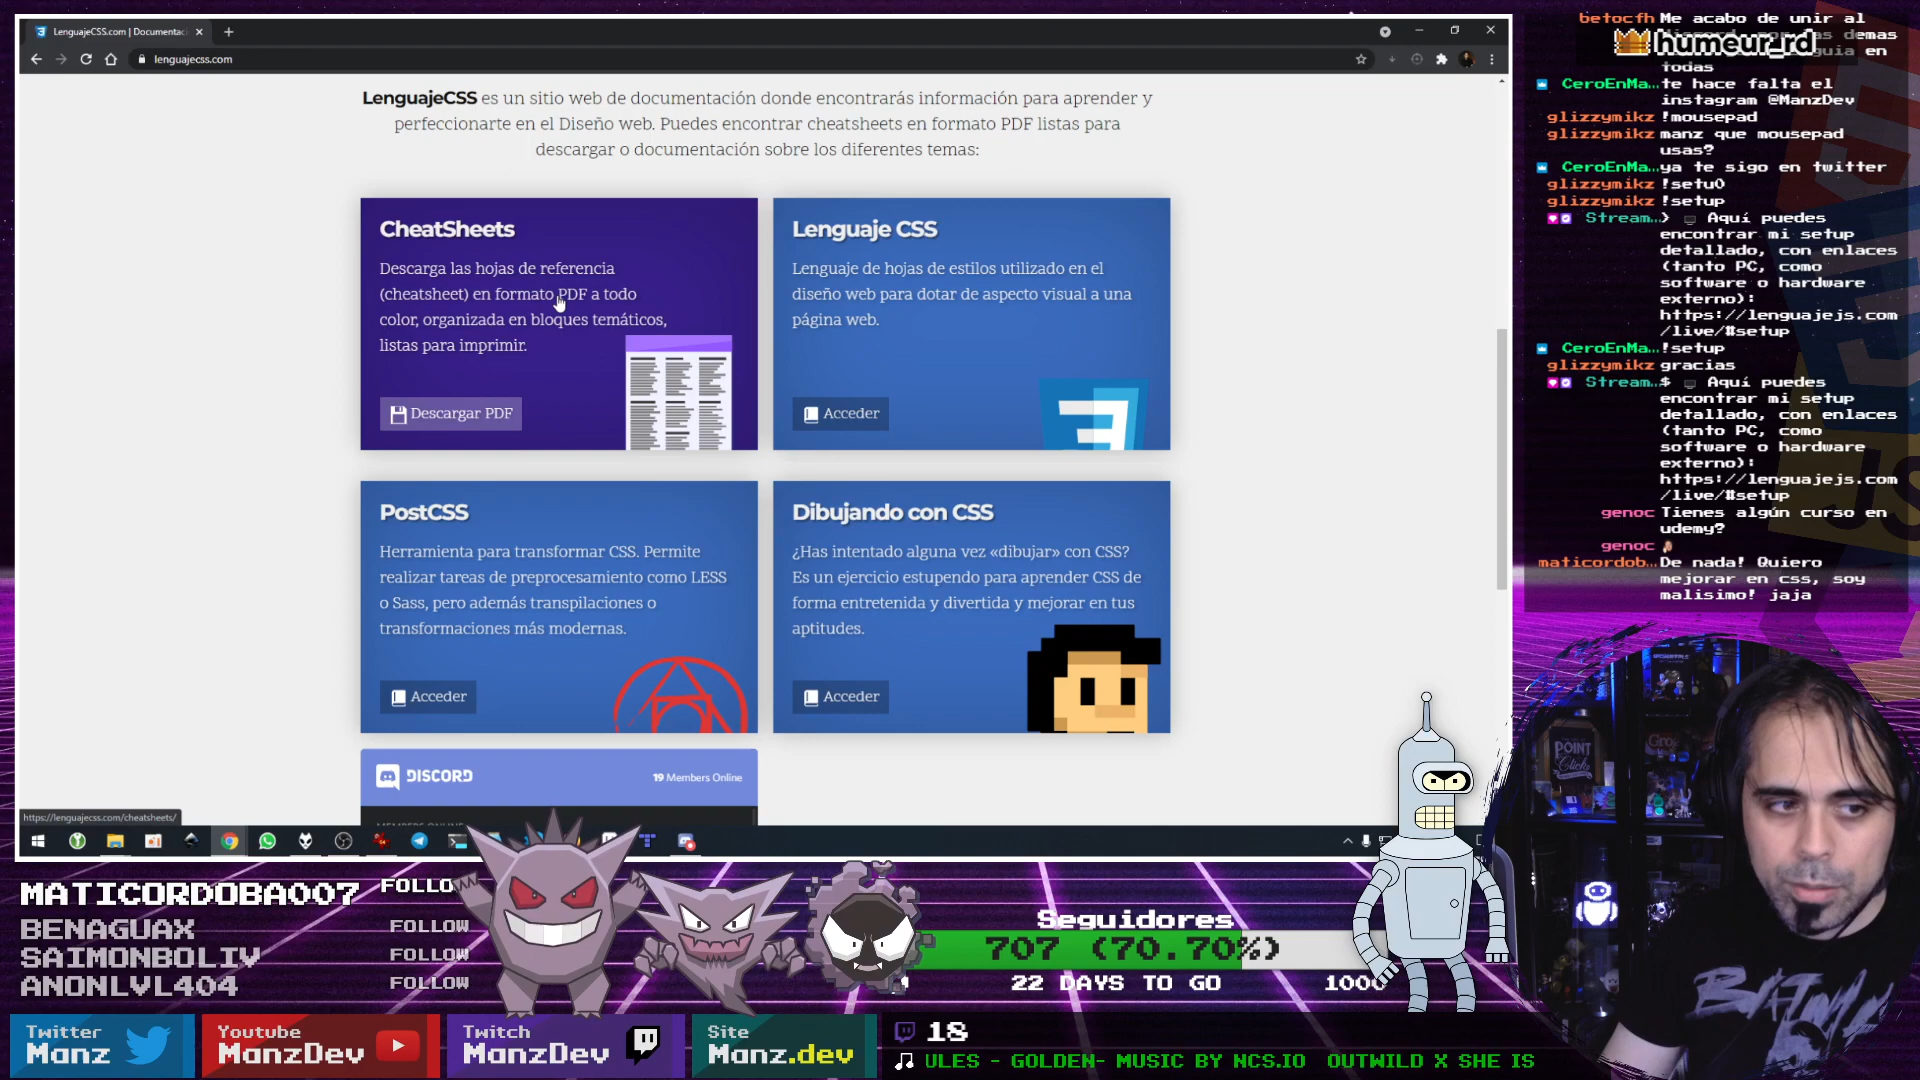 LenguajeCSS.com | Documentac
lenguajecss.com
LenguajeCSS es un sitio web de documentación donde encontrarás información para aprender y
perfeccionarte en el Diseño web. Puedes encontrar cheatsheets en formato PDF listas para
descargar o documentación sobre los diferentes temas:
CheatSheets
Descarga las hojas de referencia
(cheatsheet) en formato PDF a todo
color, organizada en bloques temáticos,
listas para imprimir.
Descargar PDF
Lenguaje CSS
Lenguaje de hojas de estilos utilizado en el
diseño web para dotar de aspecto visual a una
página web.
Acceder
PostCSS
Herramienta para transformar CSS. Permite
realizar tareas de preprocesamiento como LESS
o Sass, pero además transpilaciones o
transformaciones más modernas.
Acceder
Dibujando con CSS
¿Has intentado alguna vez «dibujar» con CSS?
Es un ejercicio estupendo para aprender CSS de
forma entretenida y divertida y mejorar en tus
aptitudes.
Acceder
DISCORD
19 Members Online
https://lenguajecss.com/cheatsheets/
betocfh Me acabo de unir al
demas
en
todas
humeur_rd
CeroEnMa… te hace falta el
instagram @ManzDev
glizzymikz !mousepad
glizzymikz manz que mousepad
usas?
CeroEnMa… ya te sigo en twitter
glizzymikz !setu0
glizzymikz !setup
Stream… > Aquí puedes
encontrar mi setup
detallado, con enlaces
(tanto PC, como
software o hardware
externo):
https://lenguajejs.com
/live/#setup
CeroEnMa… !setup
glizzymikz gracias
Stream… $ Aquí puedes
encontrar mi setup
detallado, con enlaces
(tanto PC, como
software o hardware
externo):
https://lenguajejs.com
/live/#setup
genoc Tienes algún curso en
udemy?
genoc
maticordob… De nada! Quiero
mejorar en css, soy
malisimo! jaja
POINT
Click
MATICORDOBA007 FOLLO
BENAGUAX FOLLOW
SAIMONBOLIV FOLLOW
ANONLVL404 FOLLOW
Seguidores
707 (70.70%)
22 DAYS TO GO
1000
Twitter
Manz
Youtube
ManzDev
Twitch
ManzDev
Site
Manz.dev
18
ULES - GOLDEN- MUSIC BY NCS.IO OUTWILD X SHE IS